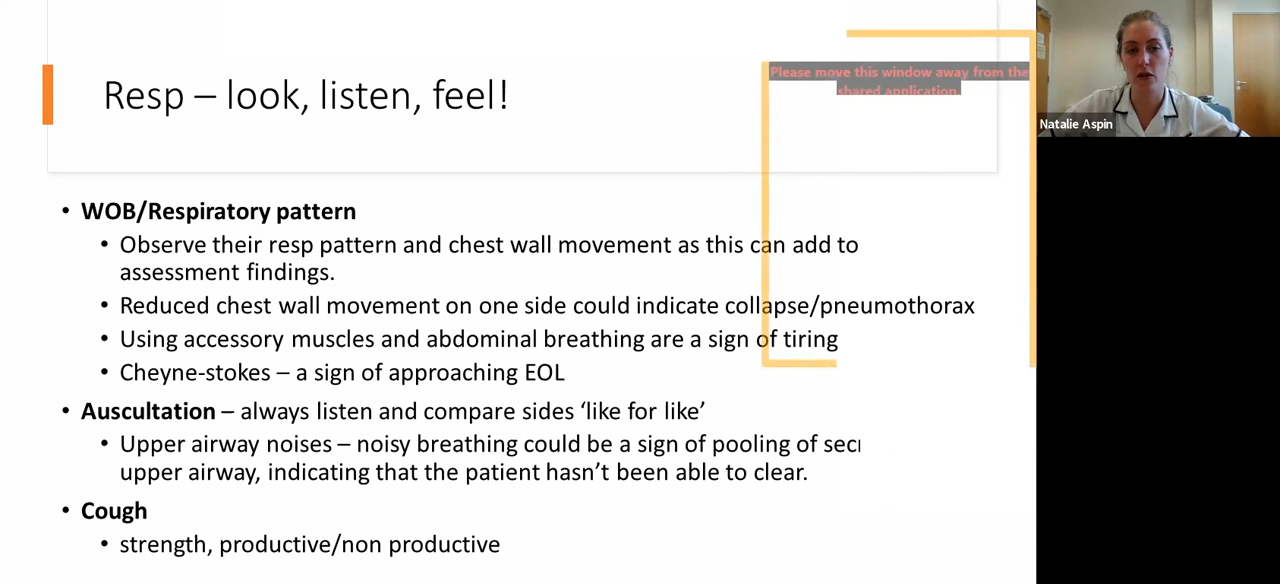 Resp – look, listen, feel!
Please move this window away from the
shared application.
Natalie Aspin
• WOB/Respiratory pattern
• Observe their resp pattern and chest wall movement as this can add to
assessment findings.
• Reduced chest wall movement on one side could indicate collapse/pneumothorax
• Using accessory muscles and abdominal breathing are a sign of tiring
• Cheyne-stokes – a sign of approaching EOL
• Auscultation – always listen and compare sides ‘like for like’
• Upper airway noises – noisy breathing could be a sign of pooling of
upper airway, indicating that the patient hasn’t been able to clear.
• Cough
• strength, productive/non productive